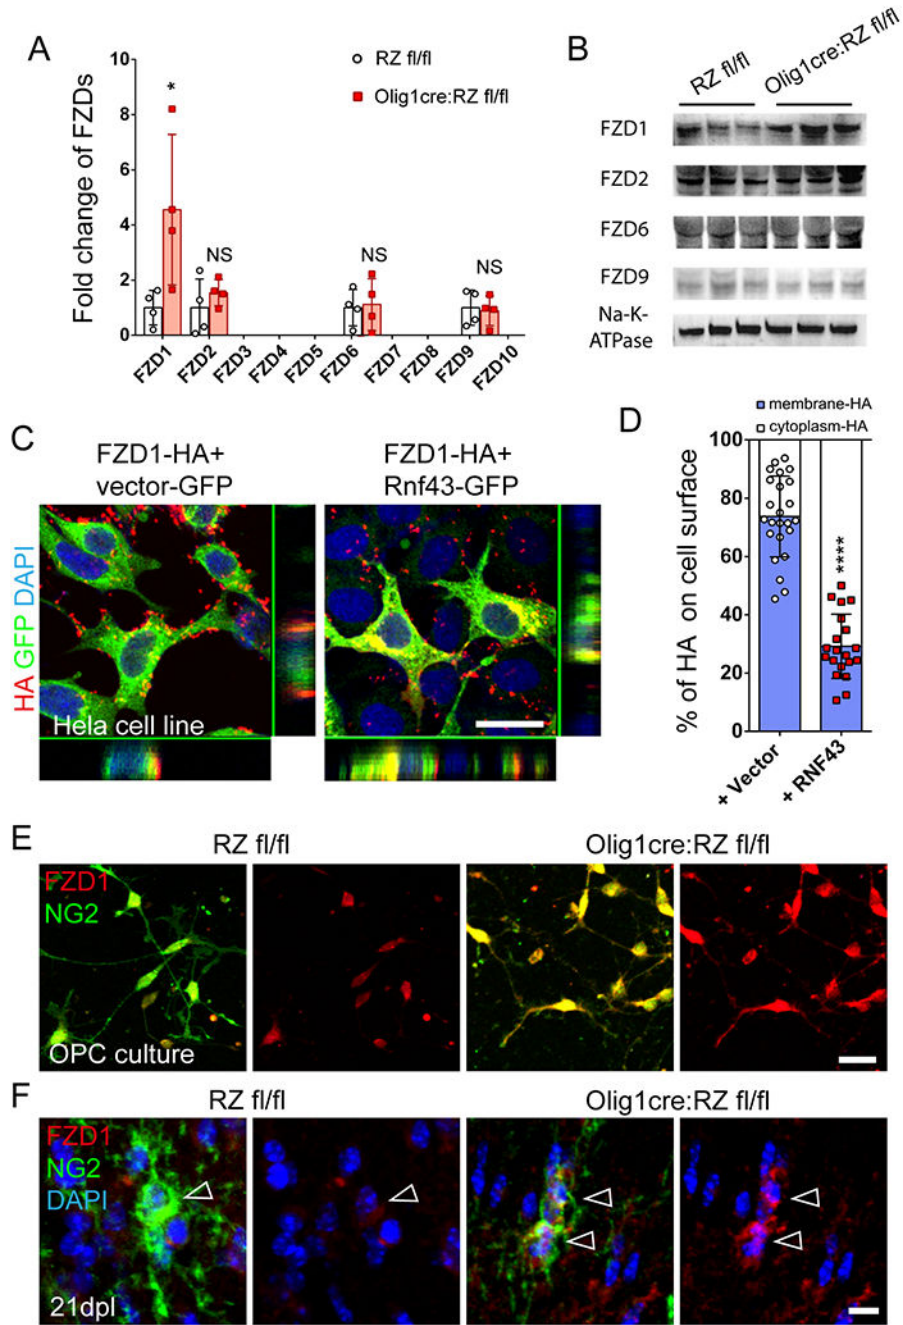 A
Fold change of FZDs
10
8
6
4
2
0
*
NS
NS
NS
RZ fl/fl
Olig1cre:RZ fl/fl
FZD1
FZD2
FZD3
FZD4
FZD5
FZD6
FZD7
FZD8
FZD9
FZD10
B
RZ fl/fl
Olig1cre:RZ fl/fl
FZD1
FZD2
FZD6
FZD9
Na-K-
ATPase
C
FZD1-HA+
vector-GFP
FZD1-HA+
Rnf43-GFP
HA GFP DAPI
Hela cell line
D
membrane-HA
cytoplasm-HA
% of HA on cell surface
100
80
60
40
20
0
****
+ Vector
+ RNF43
E
RZ fl/fl
Olig1cre:RZ fl/fl
FZD1
NG2
OPC culture
F
RZ fl/fl
Olig1cre:RZ fl/fl
FZD1
NG2
DAPI
21dpl